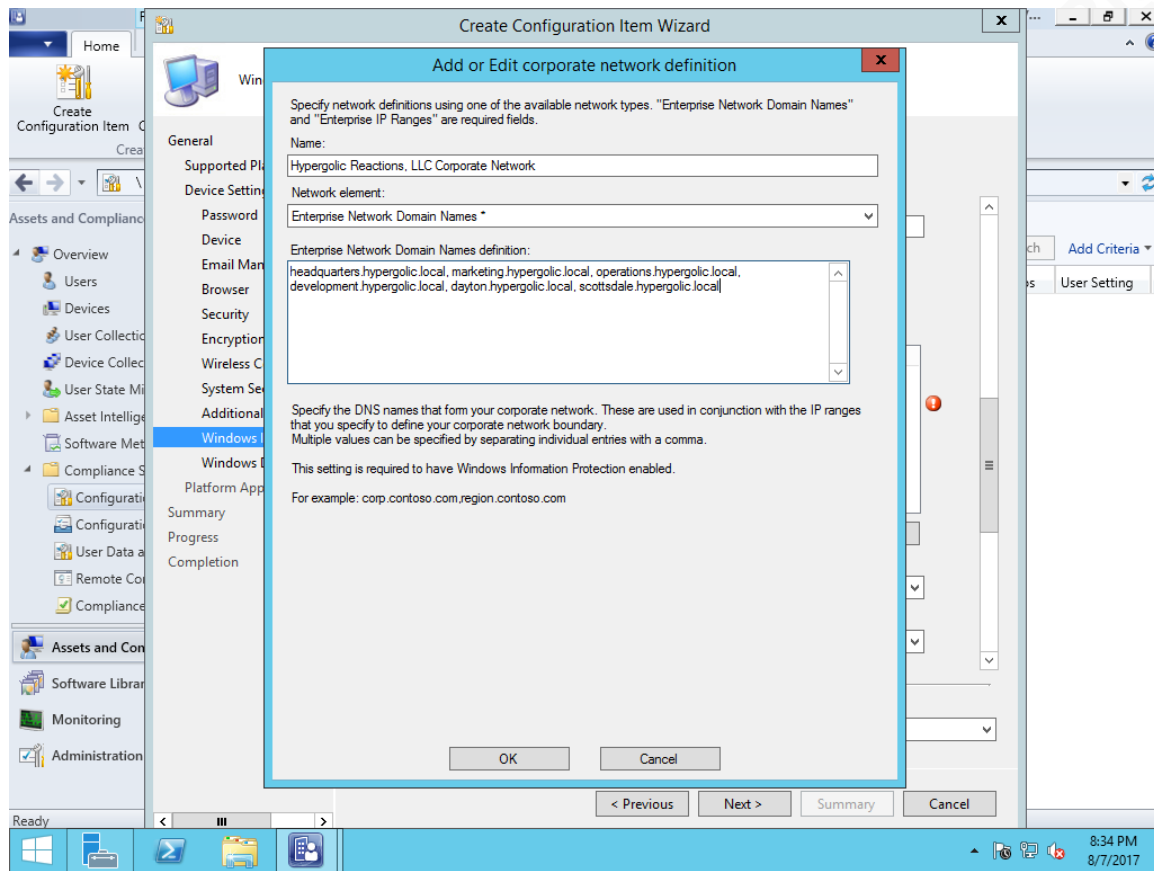 Create Configuration Item Wizard
Home
Create
Configuration Item
Crea
Assets and Complianc
Overview
Users
Devices
User Collectio
Device Collec
User State Mi
Asset Intellige
Software Met
Compliance S
Configurati
Configurati
User Data a
Remote Co
Compliance
Assets and Con
Software Librar
Monitoring
Administration
Ready
Win
General
Supported Pla
Device Setting
Password
Device
Email Man
Browser
Security
Encryption
Wireless C
System Sec
Additional
Windows I
Windows D
Platform App
Summary
Progress
Completion
Add or Edit corporate network definition
Specify network definitions using one of the available network types. "Enterprise Network Domain Names"
and "Enterprise IP Ranges" are required fields.
Name:
Hypergolic Reactions, LLC Corporate Network
Network element:
Enterprise Network Domain Names *
Enterprise Network Domain Names definition:
headquarters.hypergolic.local, marketing.hypergolic.local, operations.hypergolic.local,
development.hypergolic.local, dayton.hypergolic.local, scottsdale.hypergolic.local
Specify the DNS names that form your corporate network. These are used in conjunction with the IP ranges
that you specify to define your corporate network boundary.
Multiple values can be specified by separating individual entries with a comma.
This setting is required to have Windows Information Protection enabled.
For example: corp.contoso.com,region.contoso.com
OK Cancel
< Previous Next > Summary Cancel
ch Add Criteria
User Setting
8:34 PM
8/7/2017